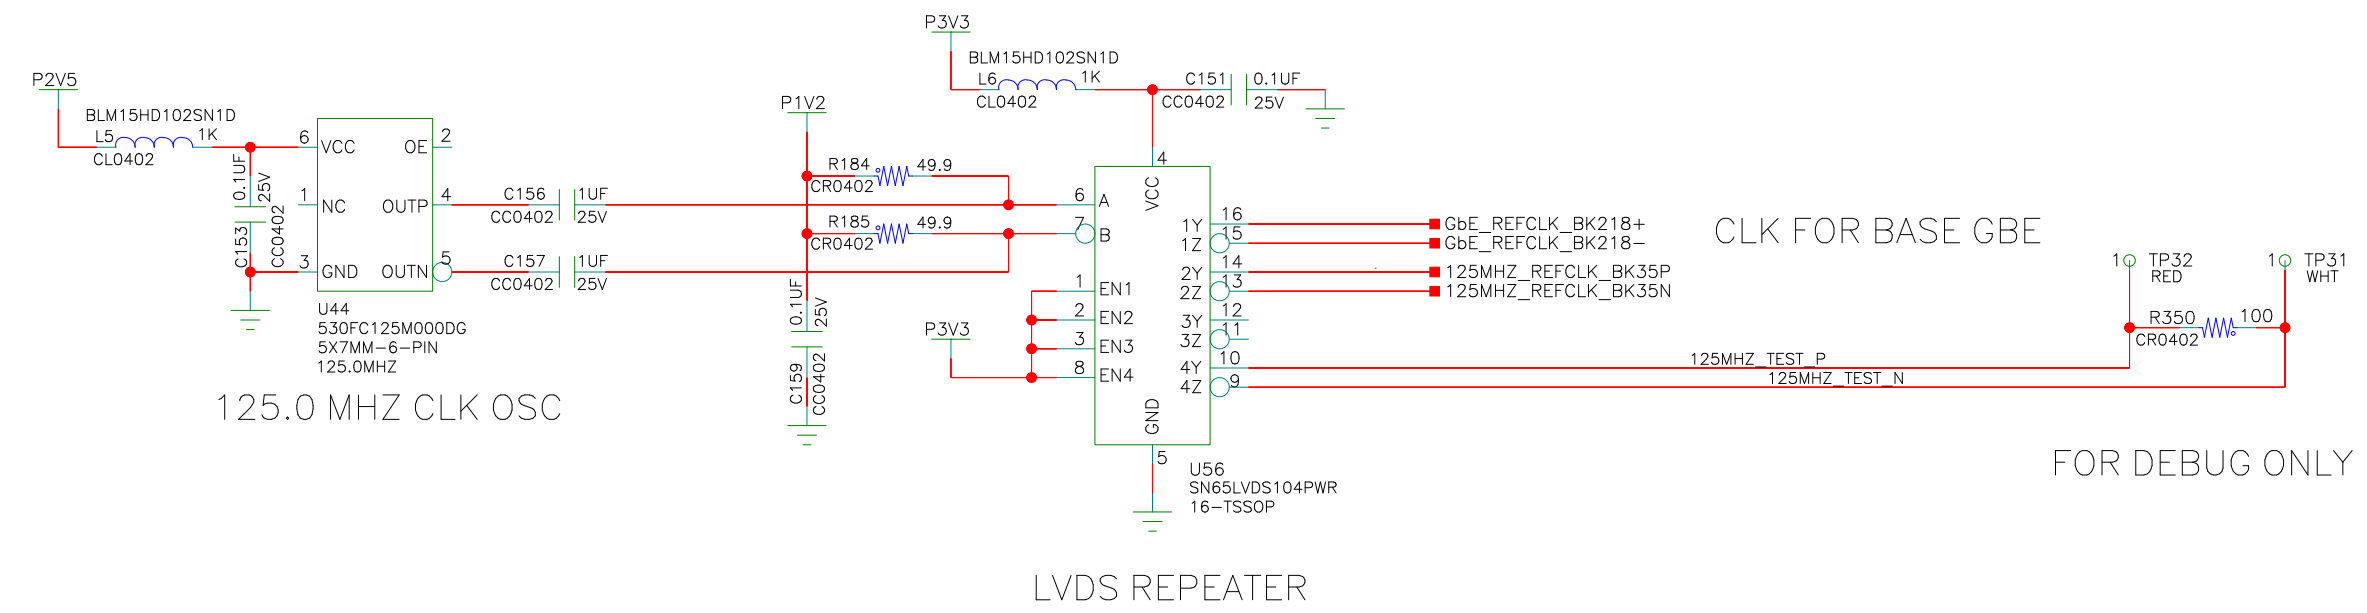 P3V3
BLM15HD102SN1D
L6 1K
CL0402
C151 0.1UF
CC0402 25V
P2V5
BLM15HD102SN1D
L5 1K
CL0402
0.1UF
25V
C153
CC0402
6 VCC
OE 2
1 NC
OUTP 4
3 GND
OUTN 5
U44
530FC125M000DG
5X7MM-6-PIN
125.0MHZ
125.0 MHZ CLK OSC
C156 1UF
CC0402 25V
C157 1UF
CC0402 25V
P1V2
R184 49.9
CR0402
R185 49.9
CR0402
0.1UF
25V
C159
CC0402
P3V3
4
VCC
6 A
7 B
1 EN1
2 EN2
3 EN3
8 EN4
1Y 16
1Z 15
2Y 14
2Z 13
3Y 12
3Z 11
4Y 10
4Z 9
GND
5
U56
SN65LVDS104PWR
16-TSSOP
LVDS REPEATER
GbE_REFCLK_BK218+
GbE_REFCLK_BK218-
125MHZ_REFCLK_BK35P
125MHZ_REFCLK_BK35N
CLK FOR BASE GBE
1 TP32
RED
1 TP31
WHT
R350 100
CR0402
125MHZ_TEST_P
125MHZ_TEST_N
FOR DEBUG ONLY